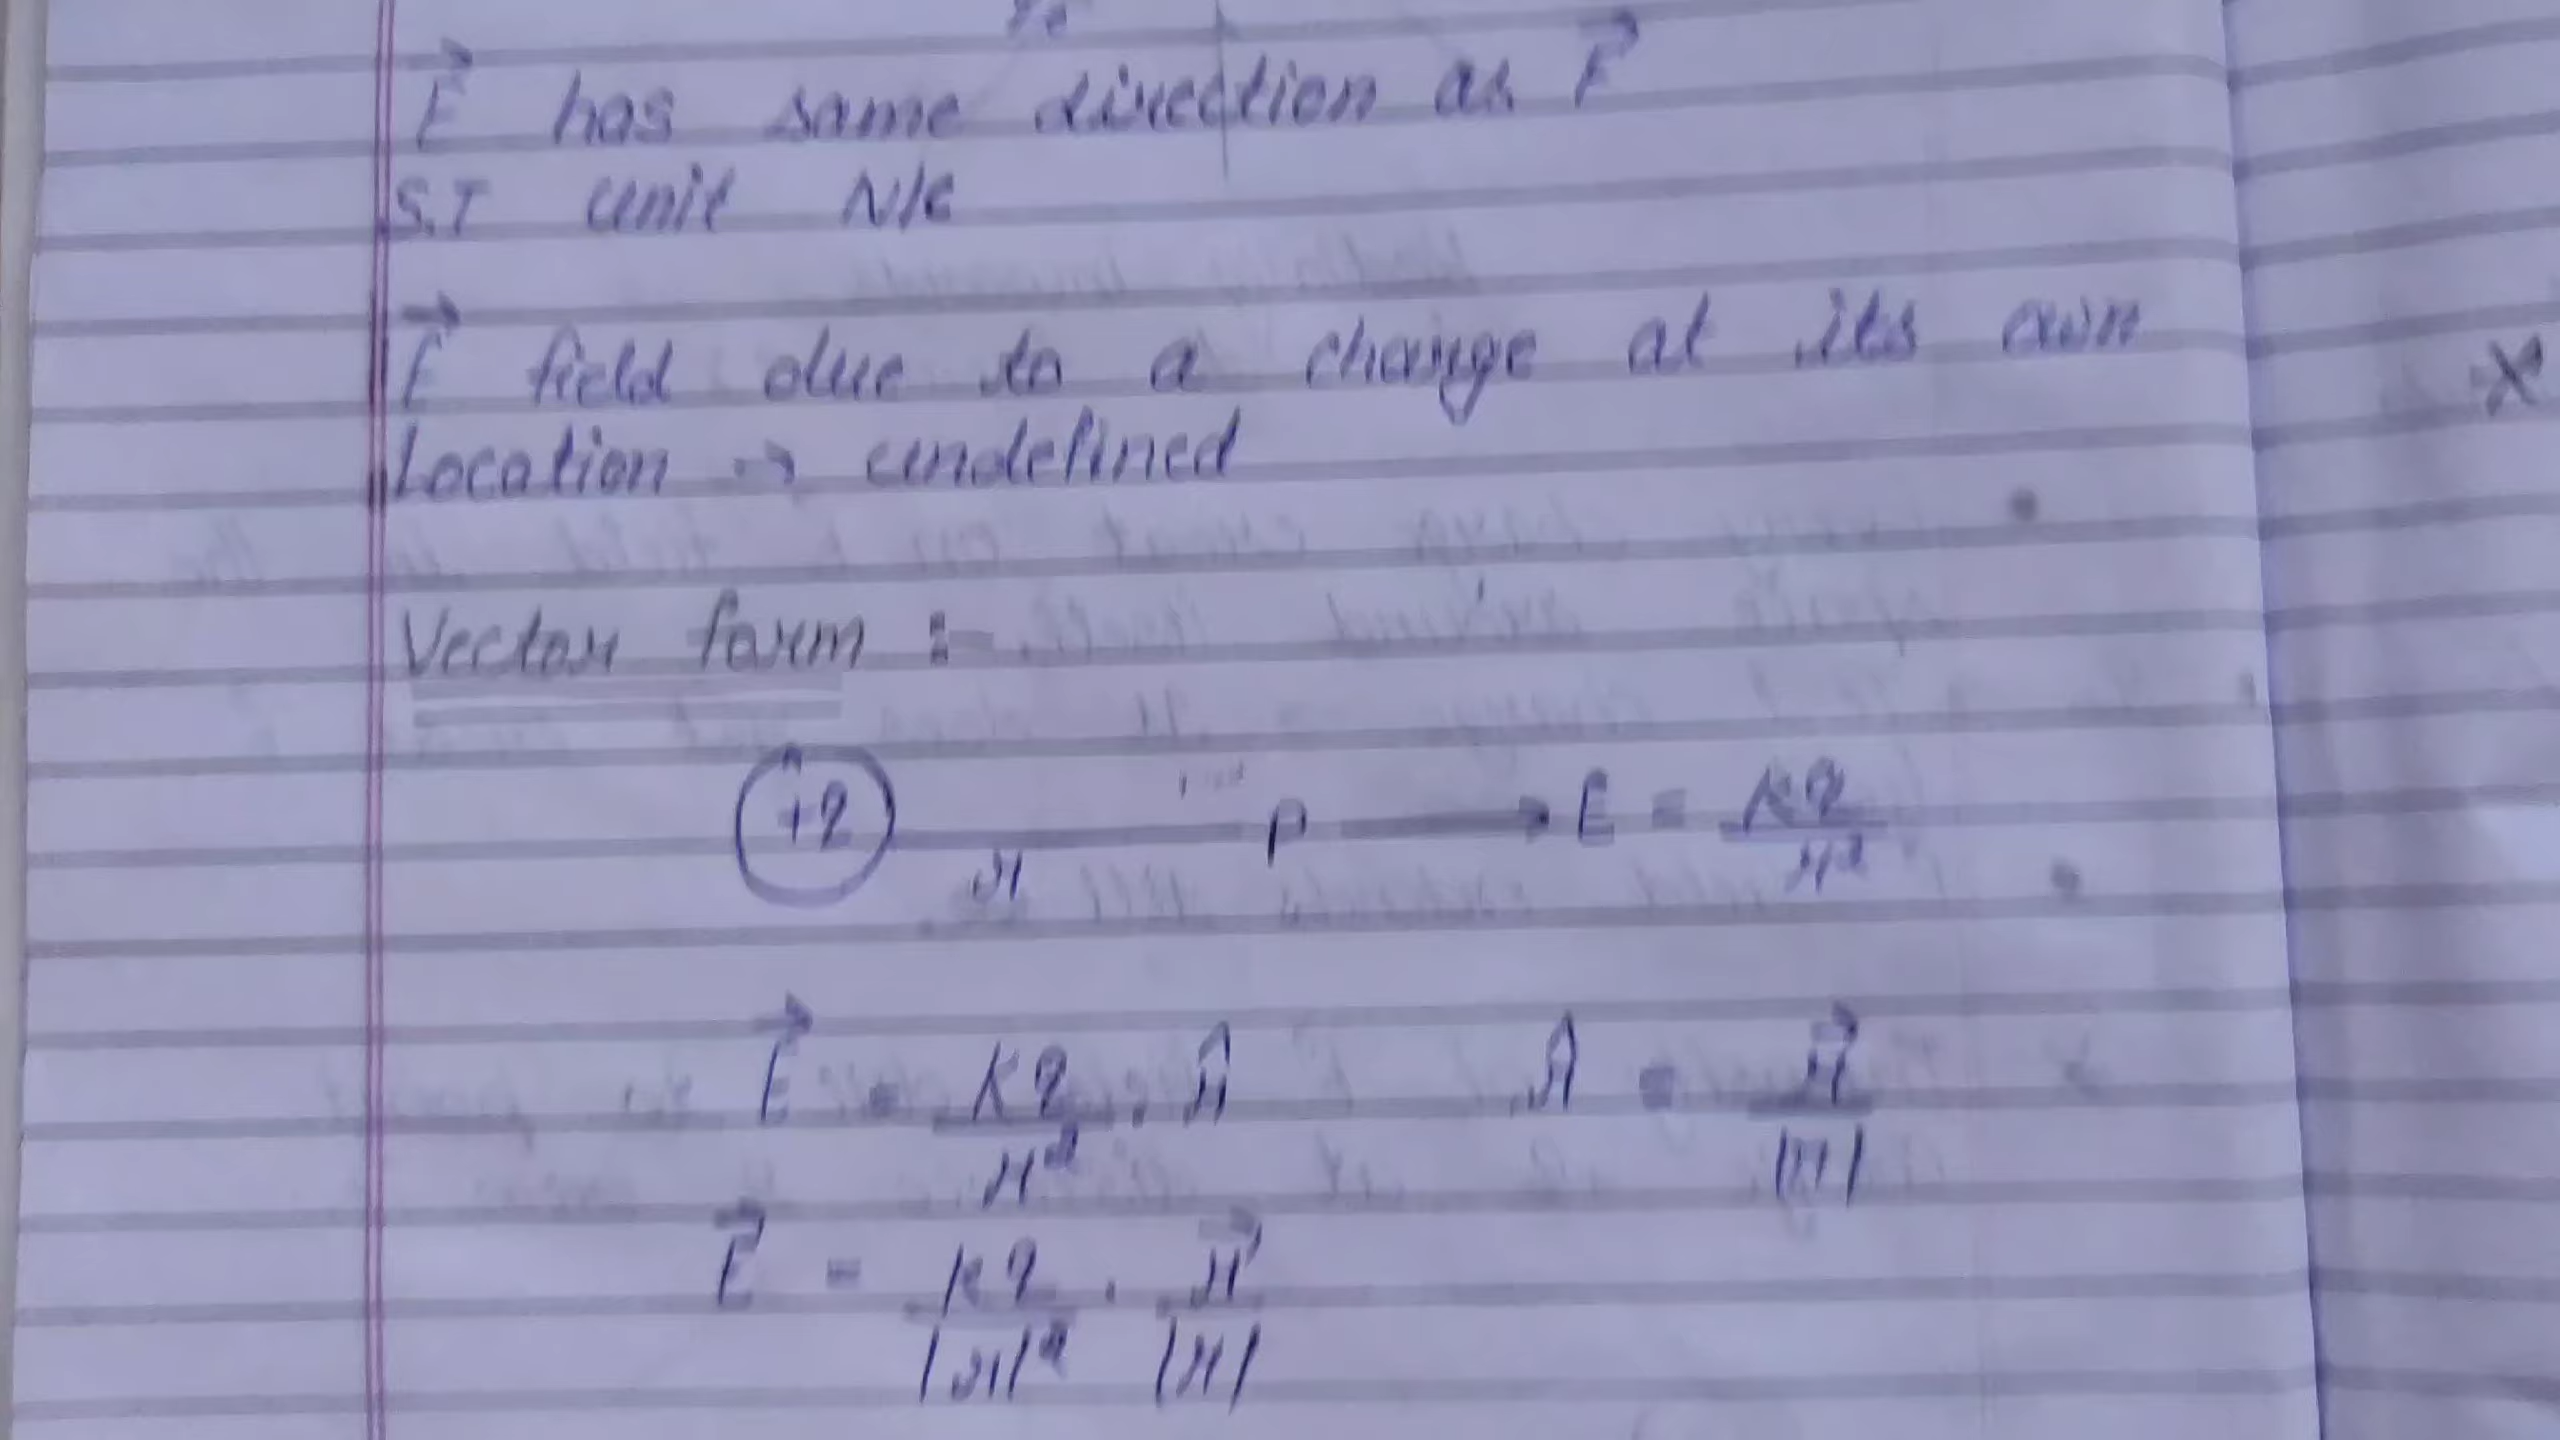 E⃗ has same direction as F⃗
S.I unit N/C
E⃗ field due to a charge at its own
Location → undefined
Vector form :-
+q r P → E = kq/r²
E⃗ = Kq/r² . r̂ r̂ = r⃗/|r|
E⃗ = kq/|r|² . r⃗/|r|